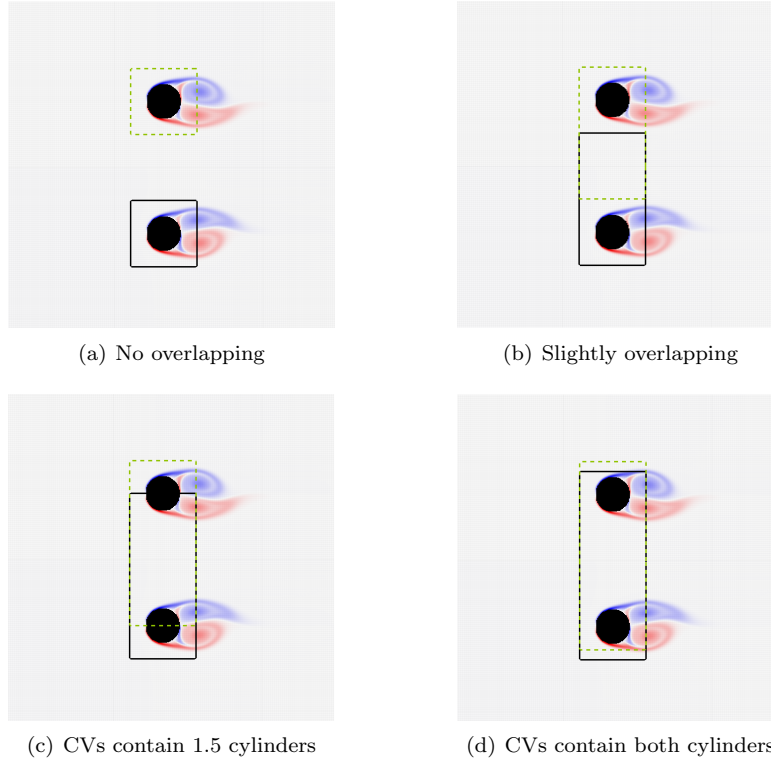 (a) No overlapping
(b) Slightly overlapping
(c) CVs contain 1.5 cylinders
(d) CVs contain both cylinders